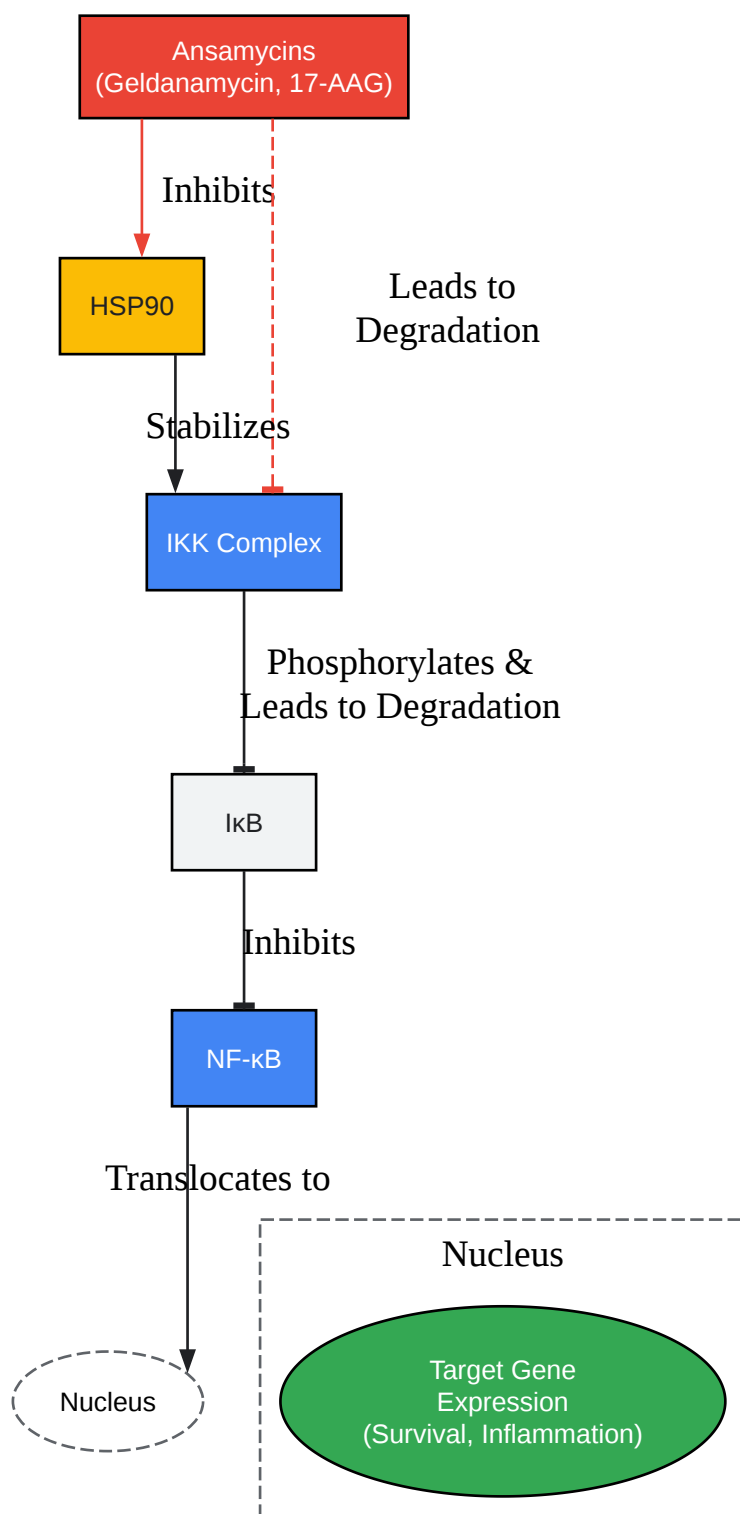 Ansamycins
(Geldanamycin, 17-AAG)
Inhibits
HSP90
Leads to
Degradation
Stabilizes
IKK Complex
Phosphorylates &
Leads to Degradation
IκB
Inhibits
NF-κB
Translocates to
Nucleus
Target Gene
Expression
(Survival, Inflammation)
Nucleus